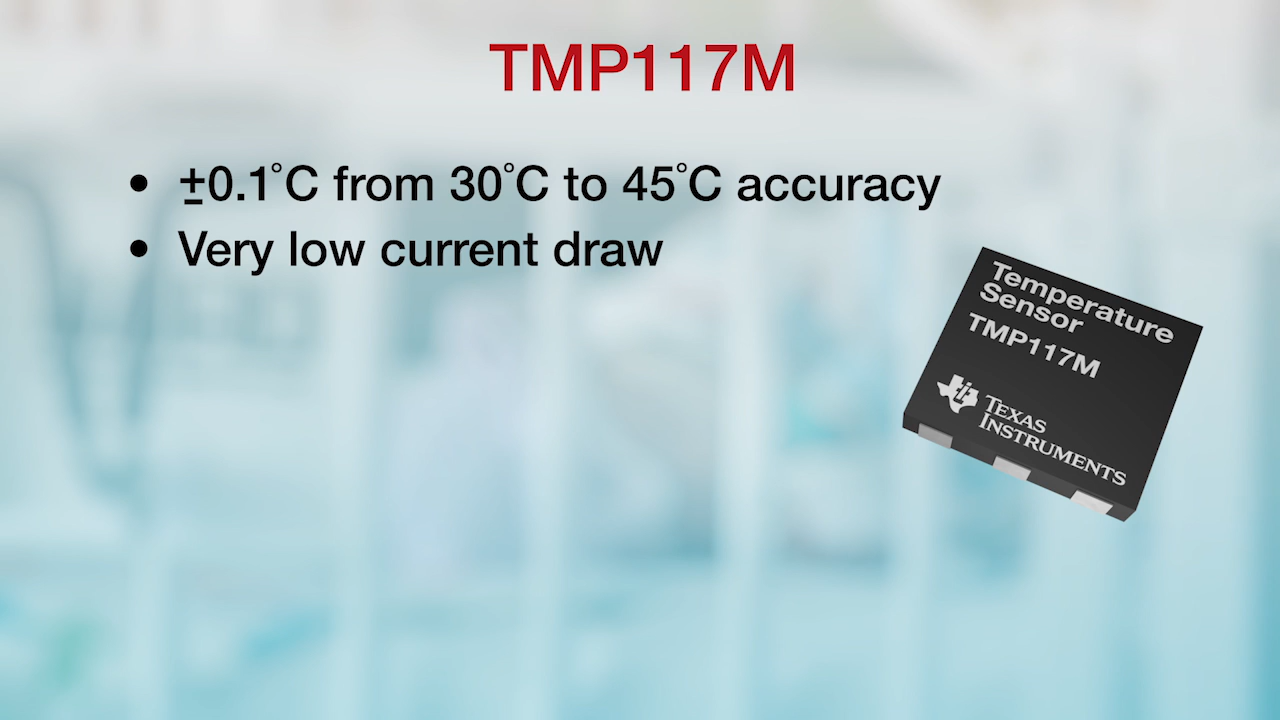 TMP117M
• ±0.1°C from 30°C to 45°C accuracy
• Very low current draw
Temperature
Sensor
TMP117M
TEXAS
INSTRUMENTS